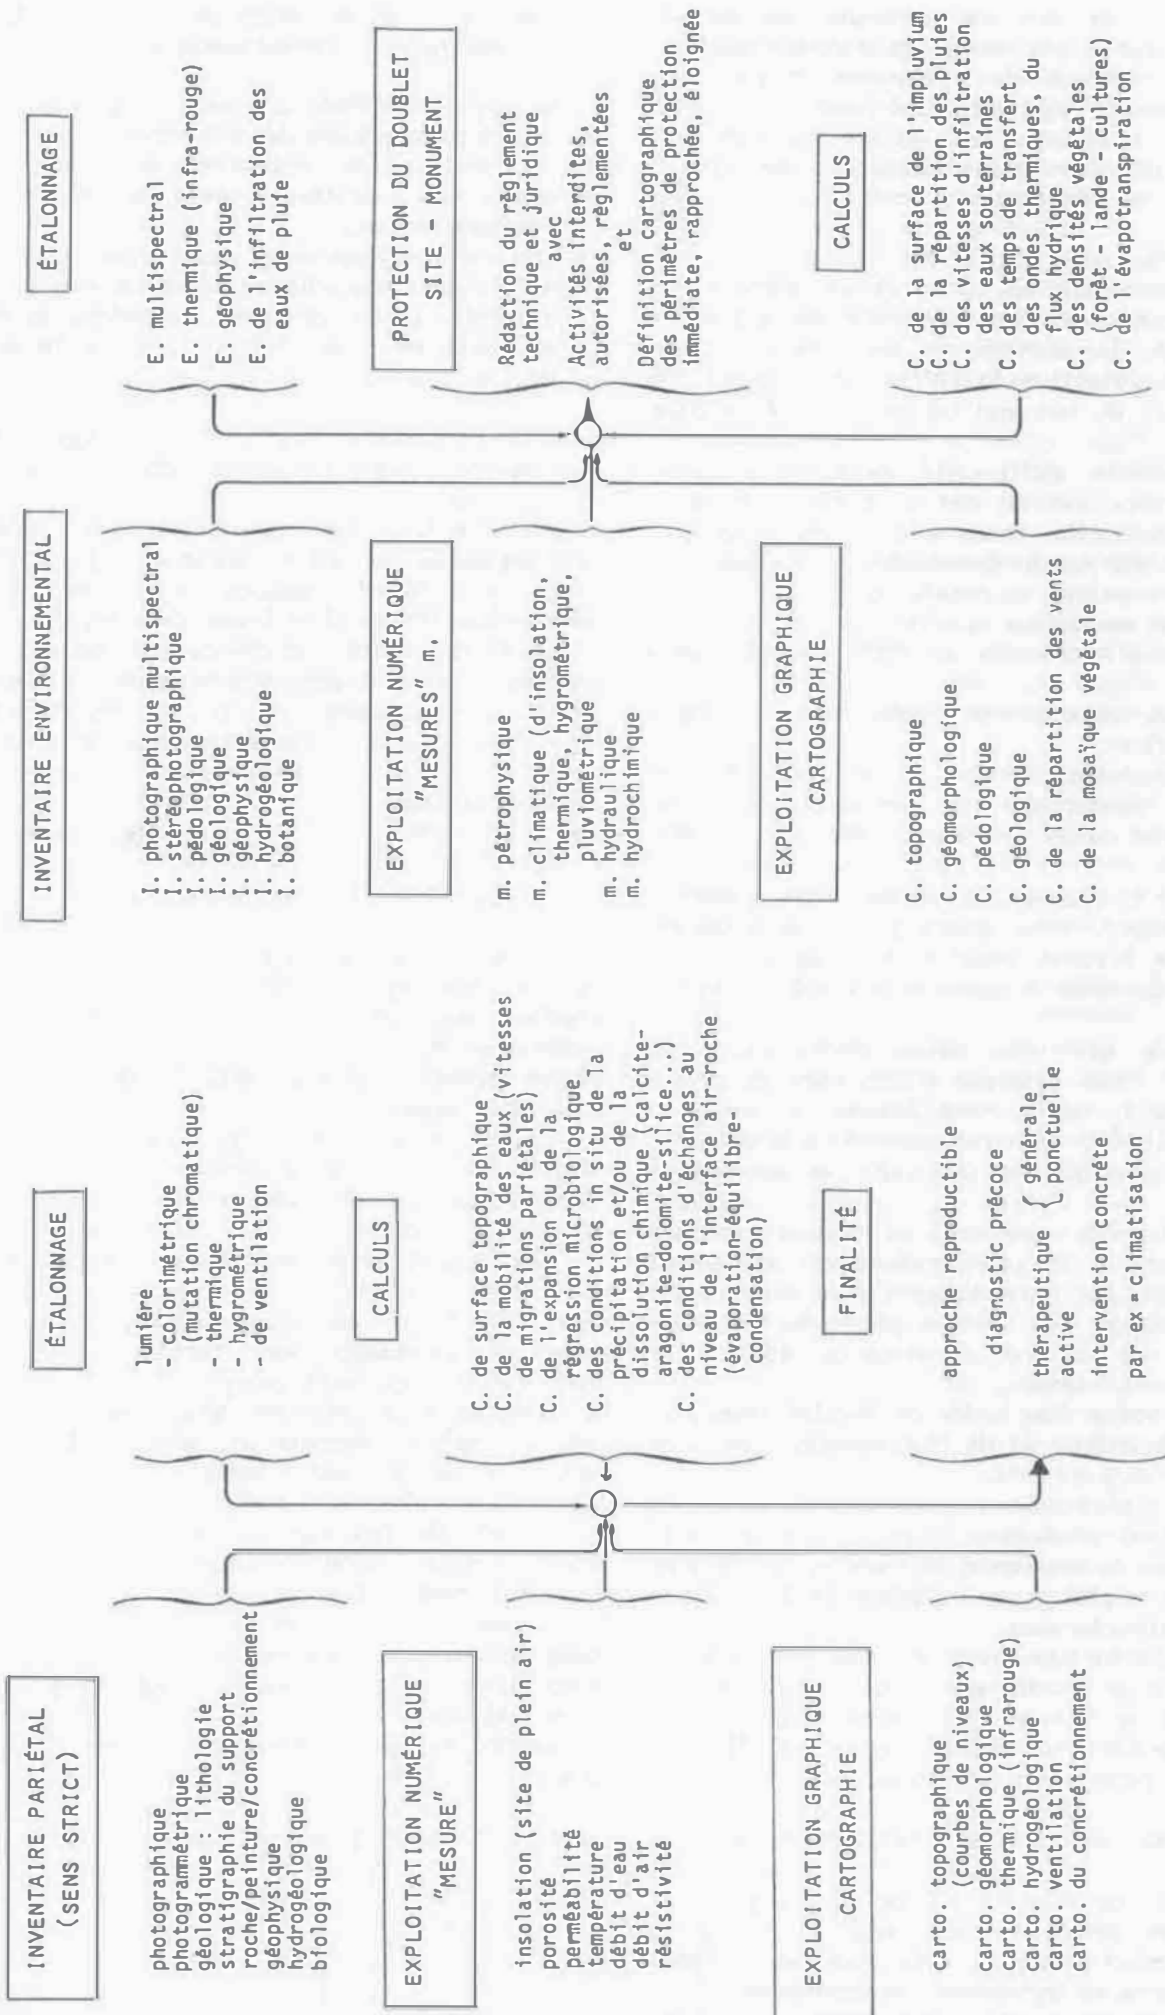 INVENTAIRE PARIÉTAL
(SENS STRICT)
photographique
photogrammétrique
géologique : lithologie
stratigraphie du support
roche/peinture/concrétionnement
géophysique
hydrogéologique
biologique
EXPLOITATION NUMÉRIQUE
"MESURE"
insolation (site de plein air)
porosité
perméabilité
température
débit d'eau
débit d'air
résistivité
EXPLOITATION GRAPHIQUE
CARTOGRAPHIE
carto. topographique
(courbes de niveaux)
carto. géomorphologique
carto. thermique (infrarouge)
carto. hydrogéologique
carto. ventilation
carto. du concrétionnement
ÉTALONNAGE
lumière
- colorimétrique
(mutation chromatique)
- thermique
- hygrométrique
- de ventilation
CALCULS
C. de surface topographique
C. de la mobilité des eaux (vitesses
de migrations pariétales)
C. de l'expansion ou de la
régression microbiologique
C. des conditions in situ de la
précipitation et/ou de la
dissolution chimique (calcite-
aragonite-dolomite-silice...)
C. des conditions d'échanges au
niveau de l'interface air-roche
(évaporation-équilibre-
condensation)
FINALITÉ
approche reproductible
diagnostic précoce
thérapeutique ( générale
active ( ponctuelle
intervention concrète
par ex = climatisation
INVENTAIRE ENVIRONNEMENTAL
I. photographique multispectral
I. stéréophotographique
I. pédologique
I. géologique
I. géophysique
I. hydrogéologique
I. botanique
EXPLOITATION NUMÉRIQUE
"MESURES" m.
m. pétrophysique
m. climatique (d'insolation,
thermique, hygrométrique,
pluviométrique
m. hydraulique
m. hydrochimique
EXPLOITATION GRAPHIQUE
CARTOGRAPHIE
C. topographique
C. géomorphologique
C. pédologique
C. géologique
C. de la répartition des vents
C. de la mosaïque végétale
ÉTALONNAGE
E. multispectral
E. thermique (infra-rouge)
E. géophysique
E. de l'infiltration des
eaux de pluie
PROTECTION DU DOUBLET
SITE - MONUMENT
Rédaction du règlement
technique et juridique
avec
Activités interdites,
autorisées, règlementées
et
Définition cartographique
des périmètres de protection
immédiate, rapprochée, éloignée
CALCULS
C. de la surface de l'impluvium
C. de la répartition des pluies
C. des vitesses d'infiltration
des eaux souterraines
C. des temps de transfert
des ondes thermiques, du
flux hydrique
C. des densités végétales
(forêt - lande - cultures)
C. de l'évapotranspiration